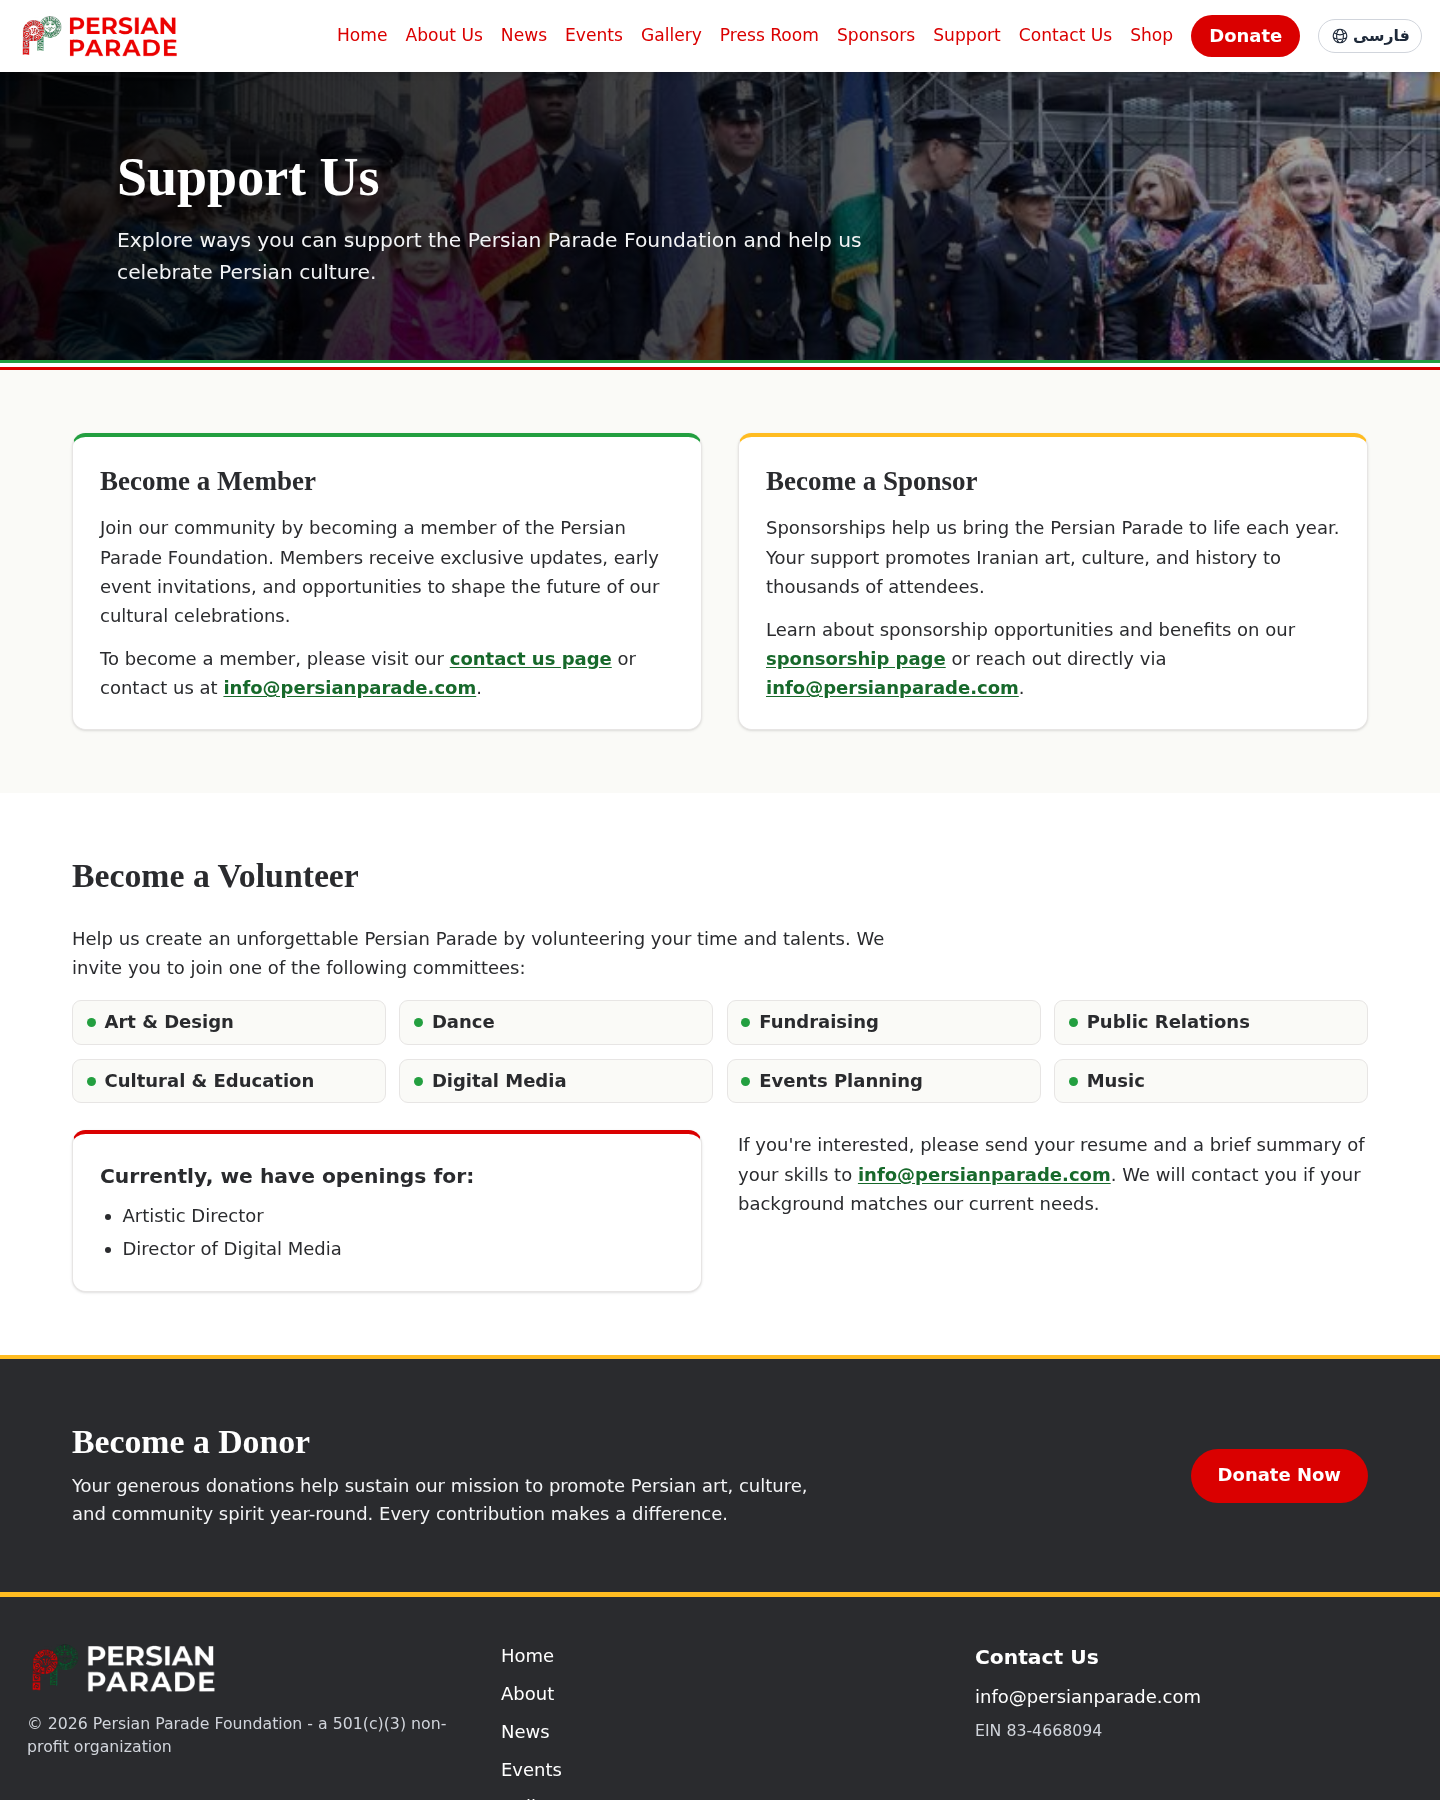 PERSIAN
PARADE
Home About Us News Events Gallery Press Room Sponsors Support Contact Us Shop Donate فارسی
Support Us
Explore ways you can support the Persian Parade Foundation and help us
celebrate Persian culture.
Become a Member
Join our community by becoming a member of the Persian
Parade Foundation. Members receive exclusive updates, early
event invitations, and opportunities to shape the future of our
cultural celebrations.
To become a member, please visit our contact us page or
contact us at info@persianparade.com.
Become a Sponsor
Sponsorships help us bring the Persian Parade to life each year.
Your support promotes Iranian art, culture, and history to
thousands of attendees.
Learn about sponsorship opportunities and benefits on our
sponsorship page or reach out directly via
info@persianparade.com.
Become a Volunteer
Help us create an unforgettable Persian Parade by volunteering your time and talents. We
invite you to join one of the following committees:
Art & Design
Dance
Fundraising
Public Relations
Cultural & Education
Digital Media
Events Planning
Music
Currently, we have openings for:
Artistic Director
Director of Digital Media
If you're interested, please send your resume and a brief summary of
your skills to info@persianparade.com. We will contact you if your
background matches our current needs.
Become a Donor
Your generous donations help sustain our mission to promote Persian art, culture,
and community spirit year-round. Every contribution makes a difference.
Donate Now
PERSIAN
PARADE
© 2026 Persian Parade Foundation - a 501(c)(3) non-
profit organization
Home
About
News
Events
Contact Us
info@persianparade.com
EIN 83-4668094